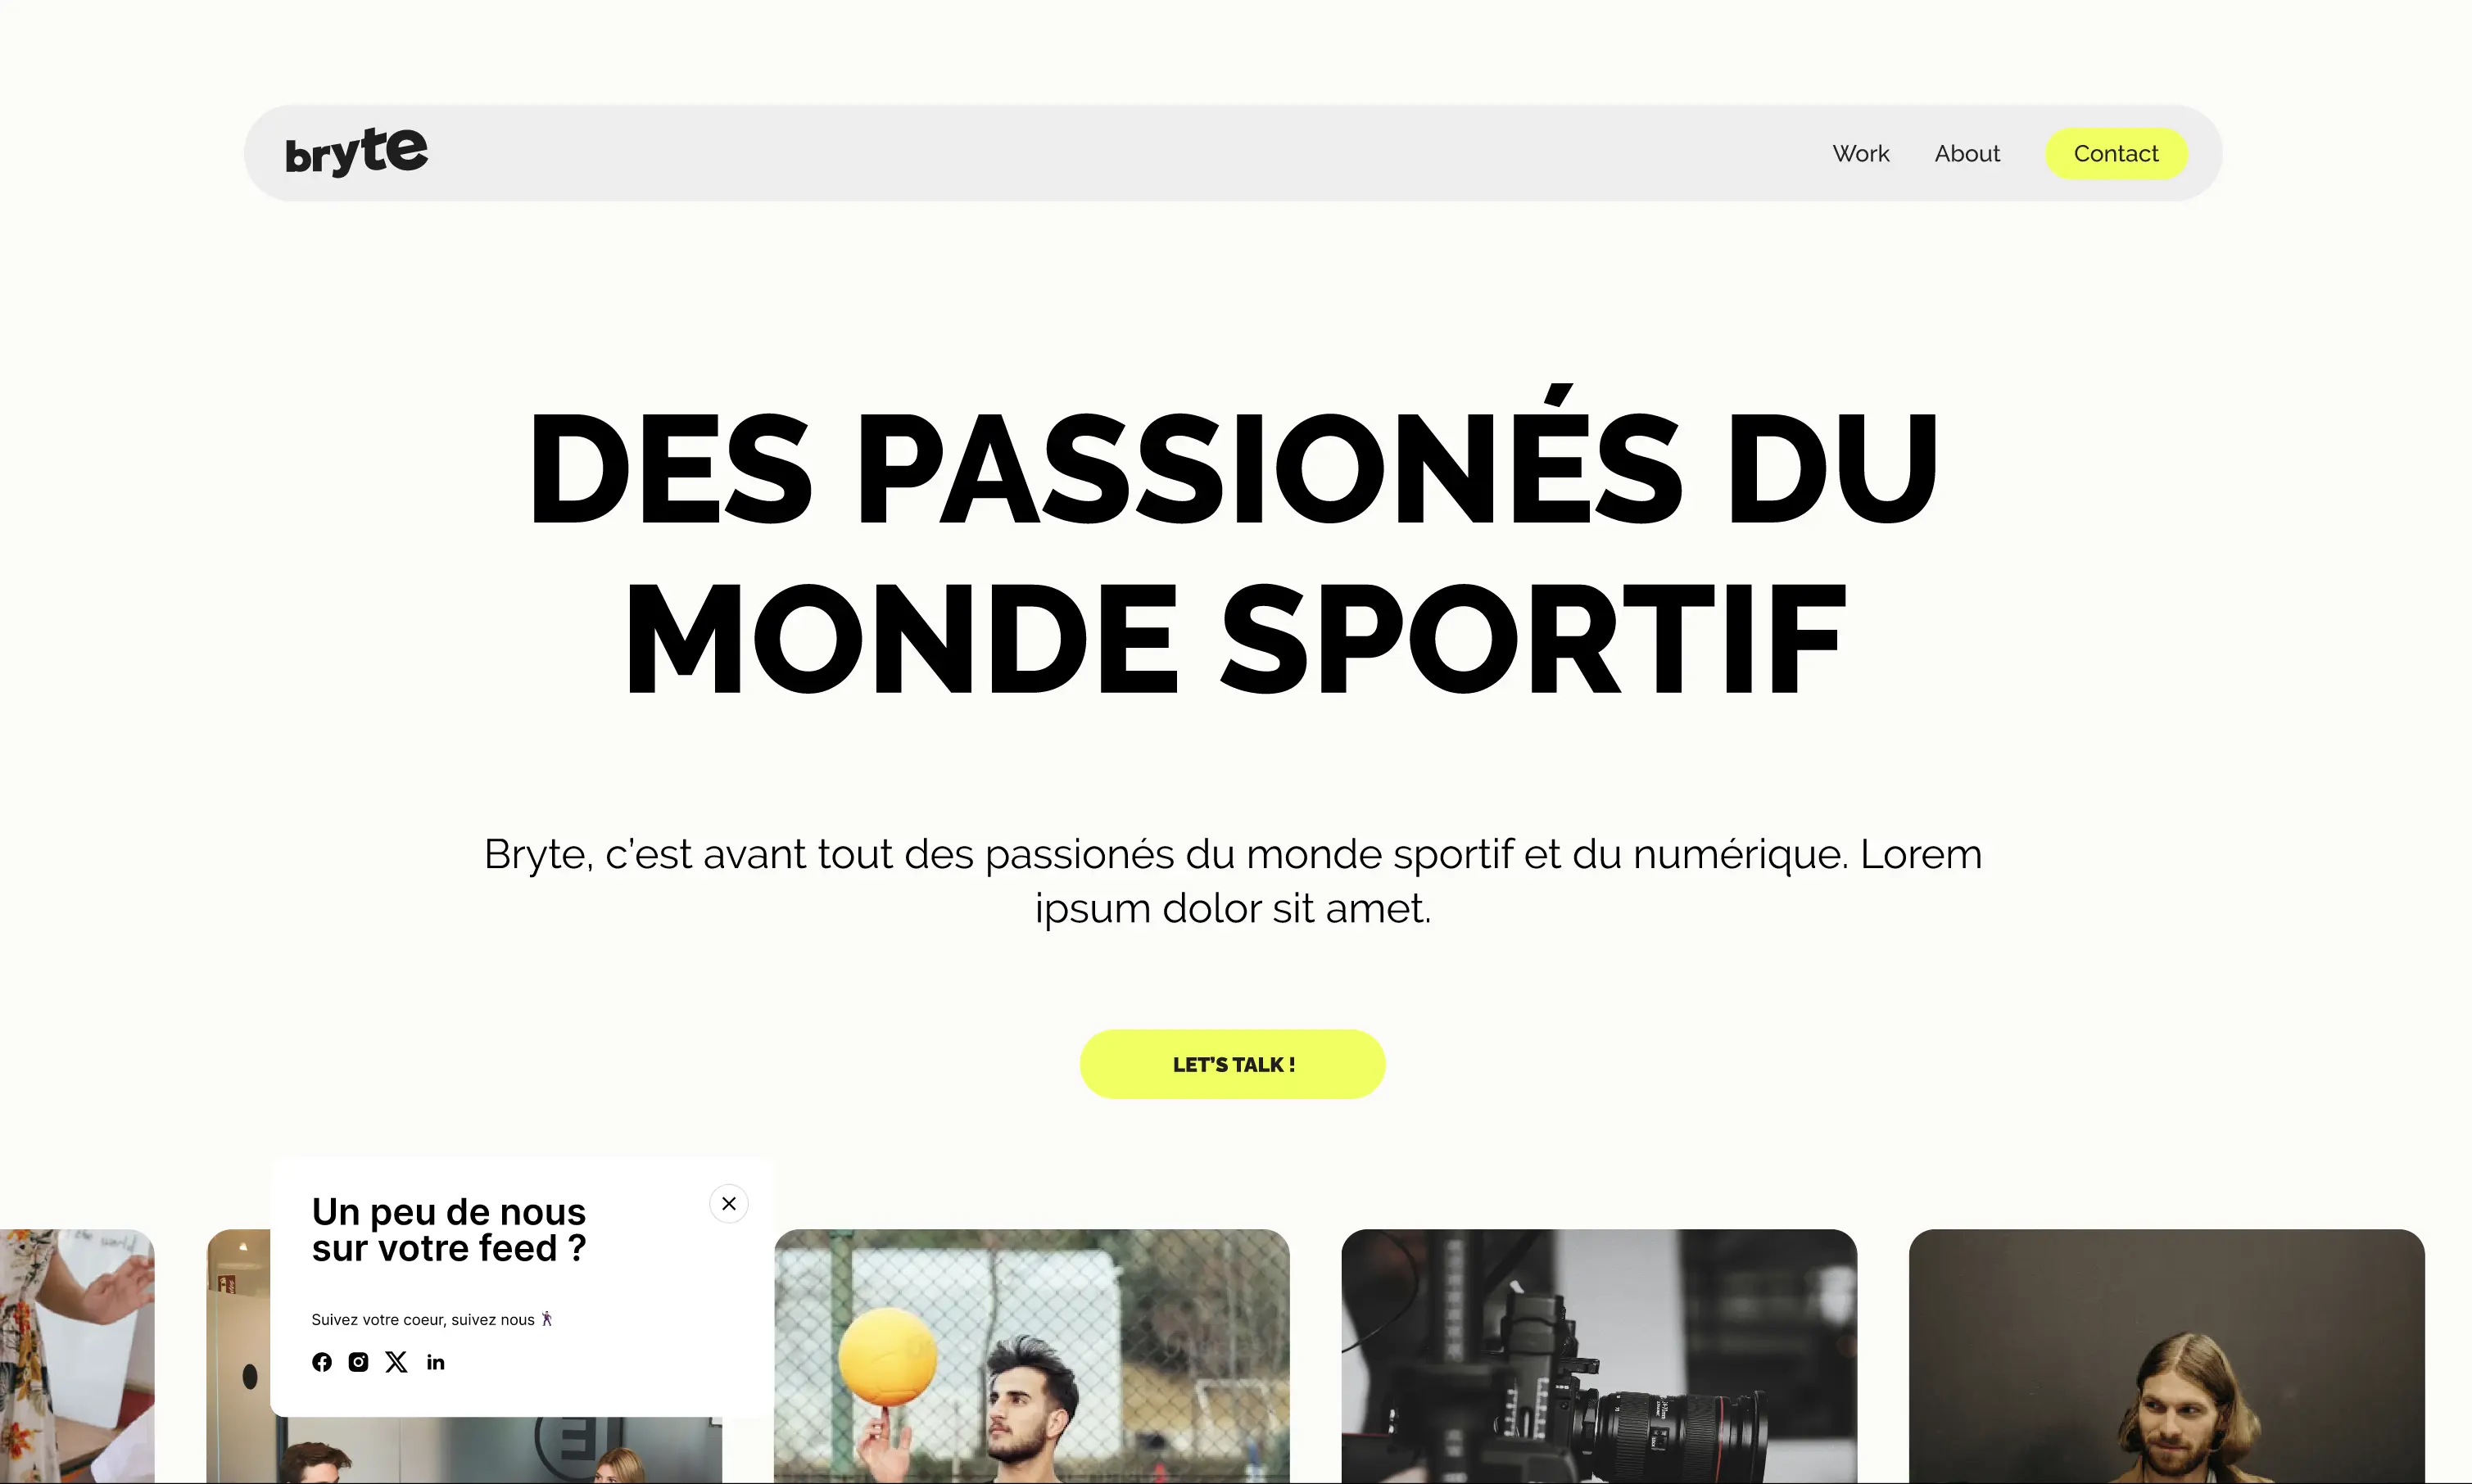 bryte
Work About Contact
DES PASSIONÉS DU
MONDE SPORTIF
Bryte, c’est avant tout des passionés du monde sportif et du numérique. Lorem
ipsum dolor sit amet.
LET’S TALK !
Un peu de nous
sur votre feed ?
Suivez votre coeur, suivez nous 🕺
the world